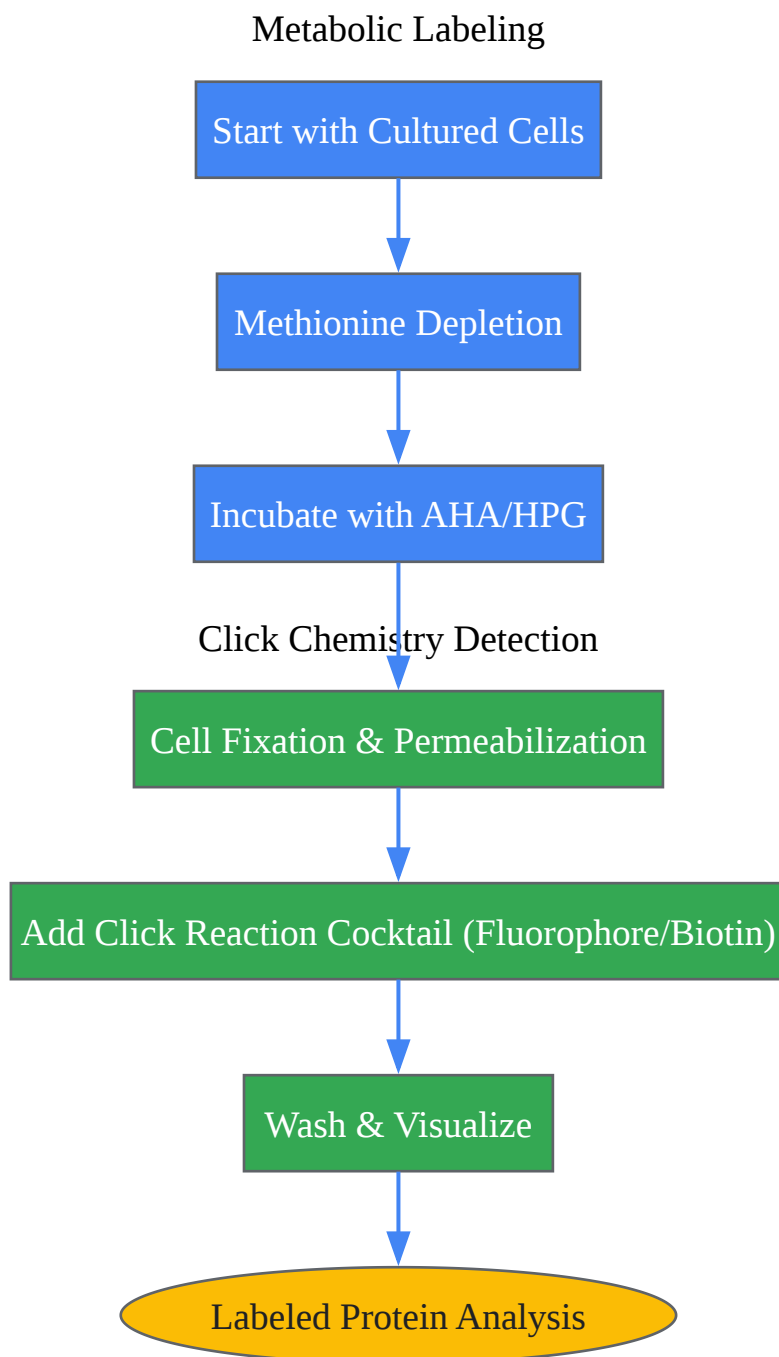 Metabolic Labeling
Start with Cultured Cells
Methionine Depletion
Incubate with AHA/HPG
Click Chemistry Detection
Cell Fixation & Permeabilization
Add Click Reaction Cocktail (Fluorophore/Biotin)
Wash & Visualize
Labeled Protein Analysis